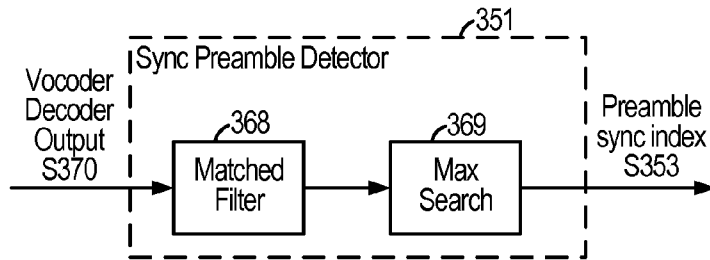 351
Sync Preamble Detector
Vocoder
Decoder
Output
S370
368
Matched
Filter
369
Max
Search
Preamble
sync index
S353